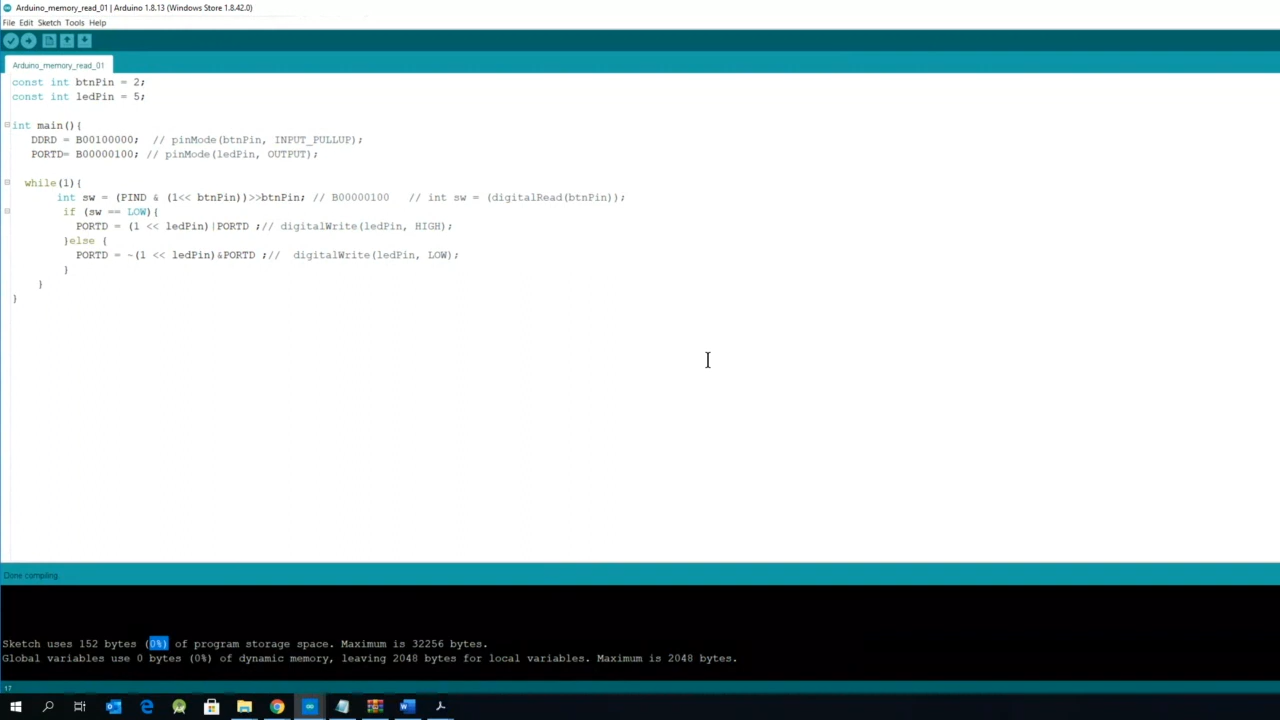 Arduino_memory_read_01 | Arduino 1.8.13 (Windows Store 1.8.42.0)
File Edit Sketch Tools Help
Arduino_memory_read_01
const int btnPin = 2;
const int ledPin = 5;
int main(){
DDRD = B00100000; // pinMode(btnPin, INPUT_PULLUP);
PORTD= B00000100; // pinMode(ledPin, OUTPUT);
while(1){
int sw = (PIND & (1<< btnPin))>>btnPin; // B00000100 // int sw = (digitalRead(btnPin));
if (sw == LOW){
PORTD = (1 << ledPin)|PORTD ;// digitalWrite(ledPin, HIGH);
}else {
PORTD = ~(1 << ledPin)&PORTD ;// digitalWrite(ledPin, LOW);
}
}
}
Done compiling.
Sketch uses 152 bytes (0%) of program storage space. Maximum is 32256 bytes.
Global variables use 0 bytes (0%) of dynamic memory, leaving 2048 bytes for local variables. Maximum is 2048 bytes.
17